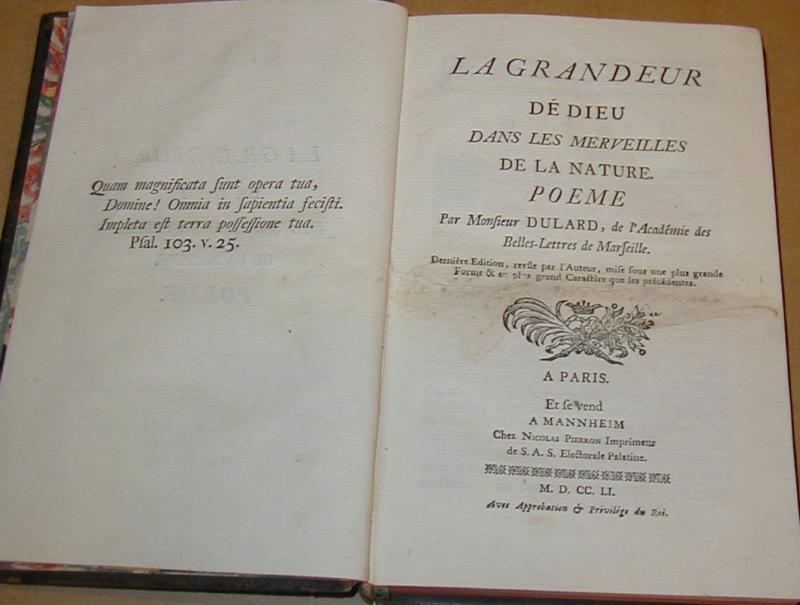 Quam magnificata ſunt opera tua,
Domine! Omnia in ſapientia feciſti.
Impleta eſt terra poſſeſſione tua.
Pſal. 103. v. 25.
LA GRANDEUR
DÉ DIEU
DANS LES MERVEILLES
DE LA NATURE.
POEME
Par Monſieur DULARD, de l'Académie des
Belles-Lettres de Marſeille.
Dernière Edition, revûe par l'Auteur, miſe ſous une plus grande
Forme & en plus grand Caractère que les précédentes.
A PARIS.
Et ſe vend
A MANNHEIM
Chez NICOLAS PIERRON Imprimeur
de S. A. S. Electorale Palatine.
M. D. CC. LI.
Avec Approbation & Privilége du Roi.